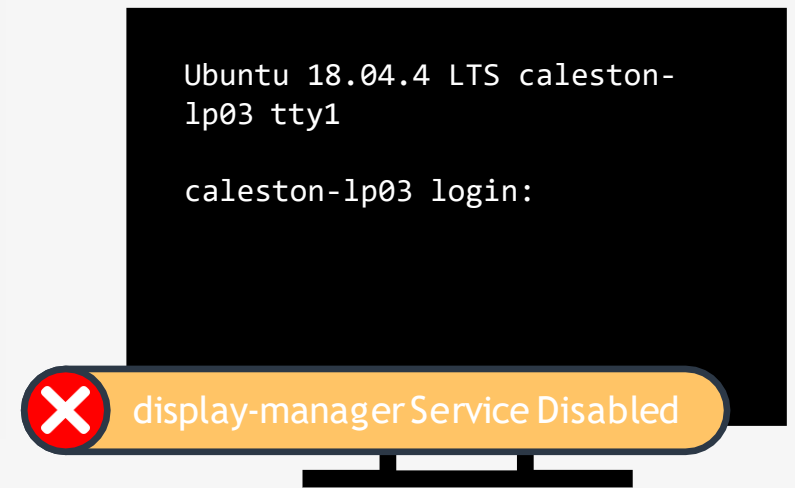 Ubuntu 18.04.4 LTS caleston-
lp03 tty1
caleston-lp03 login:
display-manager Service Disabled